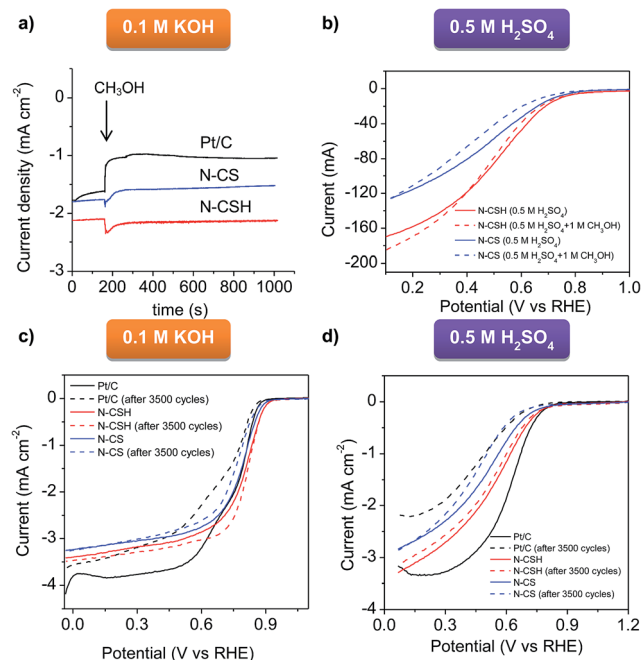 a)
0.1 M KOH
b)
0.5 M H₂SO₄
CH₃OH
Pt/C
N-CS
N-CSH
0
-1
-2
-3
Current density (mA cm⁻²)
0 200 400 600 800 1000
time (s)
0
-40
-80
-120
-160
-200
Current (mA)
N-CSH (0.5 M H₂SO₄)
N-CSH (0.5 M H₂SO₄+1 M CH₃OH)
N-CS (0.5 M H₂SO₄)
N-CS (0.5 M H₂SO₄+1 M CH₃OH)
0.2 0.4 0.6 0.8 1.0
Potential (V vs RHE)
c)
0.1 M KOH
d)
0.5 M H₂SO₄
Pt/C
Pt/C (after 3500 cycles)
N-CSH
N-CSH (after 3500 cycles)
N-CS
N-CS (after 3500 cycles)
0
-1
-2
-3
-4
Current (mA cm⁻²)
0.0 0.3 0.6 0.9
Potential (V vs RHE)
0
-1
-2
-3
-4
Current (mA cm⁻²)
Pt/C
Pt/C (after 3500 cycles)
N-CSH
N-CSH (after 3500 cycles)
N-CS
N-CS (after 3500 cycles)
0.0 0.3 0.6 0.9 1.2
Potential (V vs RHE)